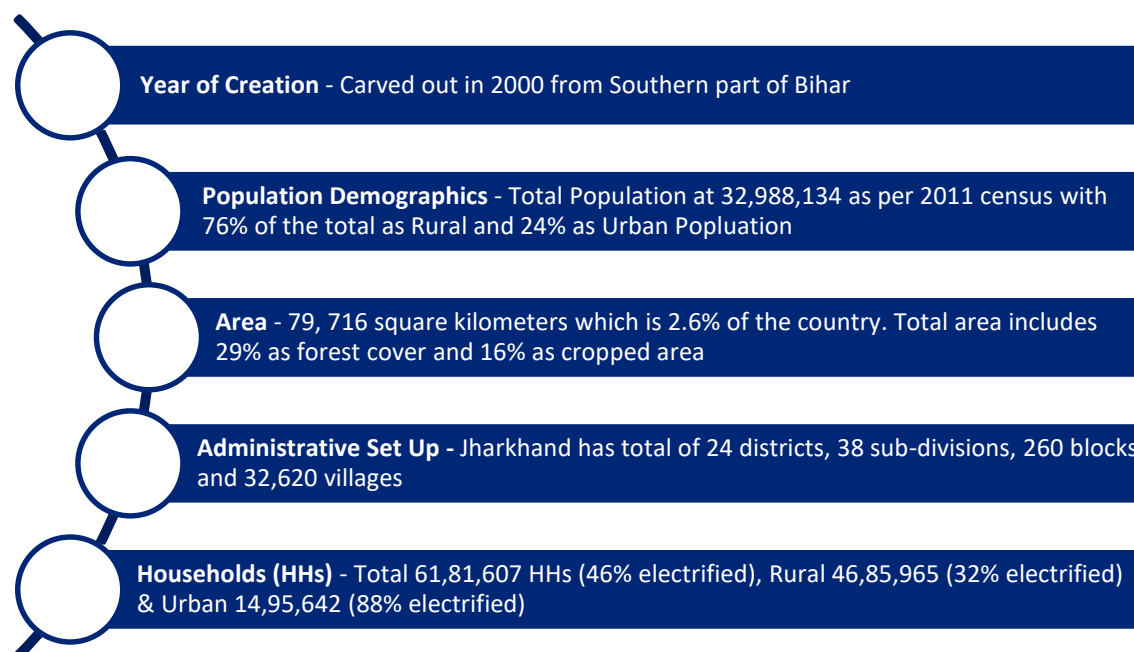 Year of Creation - Carved out in 2000 from Southern part of Bihar
Population Demographics - Total Population at 32,988,134 as per 2011 census with
76% of the total as Rural and 24% as Urban Popluation
Area - 79, 716 square kilometers which is 2.6% of the country. Total area includes
29% as forest cover and 16% as cropped area
Administrative Set Up - Jharkhand has total of 24 districts, 38 sub-divisions, 260 blocks
and 32,620 villages
Households (HHs) - Total 61,81,607 HHs (46% electrified), Rural 46,85,965 (32% electrified)
& Urban 14,95,642 (88% electrified)